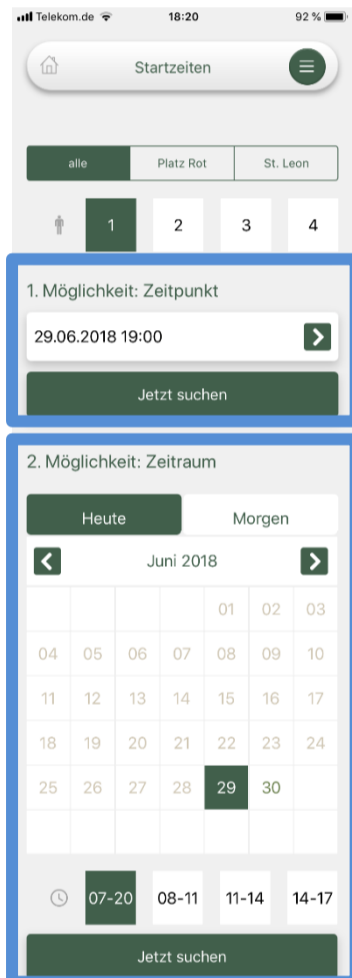 Telekom.de 18:20 92 %
Startzeiten
alle Platz Rot St. Leon
1 2 3 4
1. Möglichkeit: Zeitpunkt
29.06.2018 19:00
Jetzt suchen
2. Möglichkeit: Zeitraum
Heute Morgen
Juni 2018
01 02 03
04 05 06 07 08 09 10
11 12 13 14 15 16 17
18 19 20 21 22 23 24
25 26 27 28 29 30
07-20 08-11 11-14 14-17
Jetzt suchen